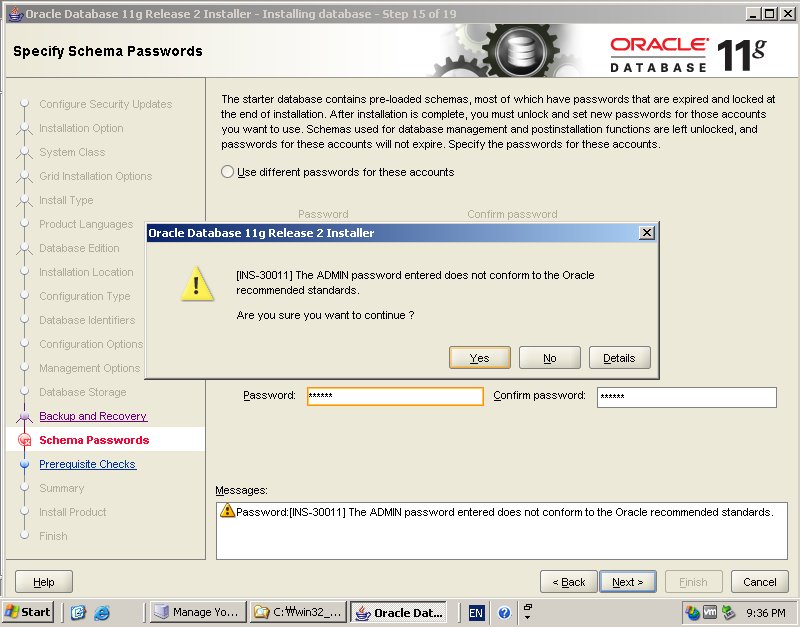 Oracle Database 11g Release 2 Installer - Installing database - Step 15 of 19
Specify Schema Passwords
ORACLE
DATABASE
11g
Configure Security Updates
Installation Option
System Class
Grid Installation Options
Install Type
Product Languages
Database Edition
Installation Location
Configuration Type
Database Identifiers
Configuration Options
Management Options
Database Storage
Backup and Recovery
Schema Passwords
Prerequisite Checks
Summary
Install Product
Finish
The starter database contains pre-loaded schemas, most of which have passwords that are expired and locked at
the end of installation. After installation is complete, you must unlock and set new passwords for those accounts
you want to use. Schemas used for database management and postinstallation functions are left unlocked, and
passwords for these accounts will not expire. Specify the passwords for these accounts.
Use different passwords for these accounts
Password Confirm password
Oracle Database 11g Release 2 Installer
[INS-30011] The ADMIN password entered does not conform to the Oracle
recommended standards.
Are you sure you want to continue ?
Yes No Details
Password: ****** Confirm password: ******
Messages:
Password:[INS-30011] The ADMIN password entered does not conform to the Oracle recommended standards.
Help < Back Next > Finish Cancel
Start Manage Yo... C:₩win32_... Oracle Dat... EN 9:36 PM